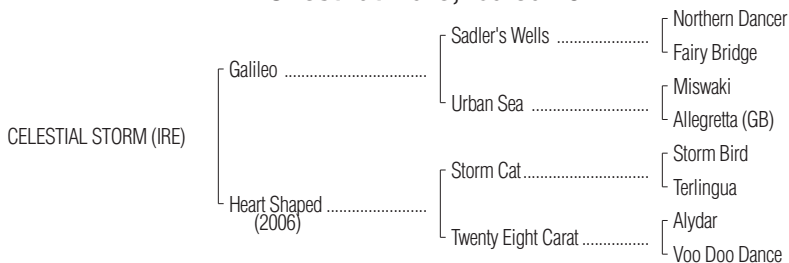 Northern Dancer
Sadler's Wells
Fairy Bridge
Galileo
Miswaki
Urban Sea
Allegretta (GB)
CELESTIAL STORM (IRE)
Storm Bird
Storm Cat
Terlingua
Heart Shaped
(2006)
Alydar
Twenty Eight Carat
Voo Doo Dance